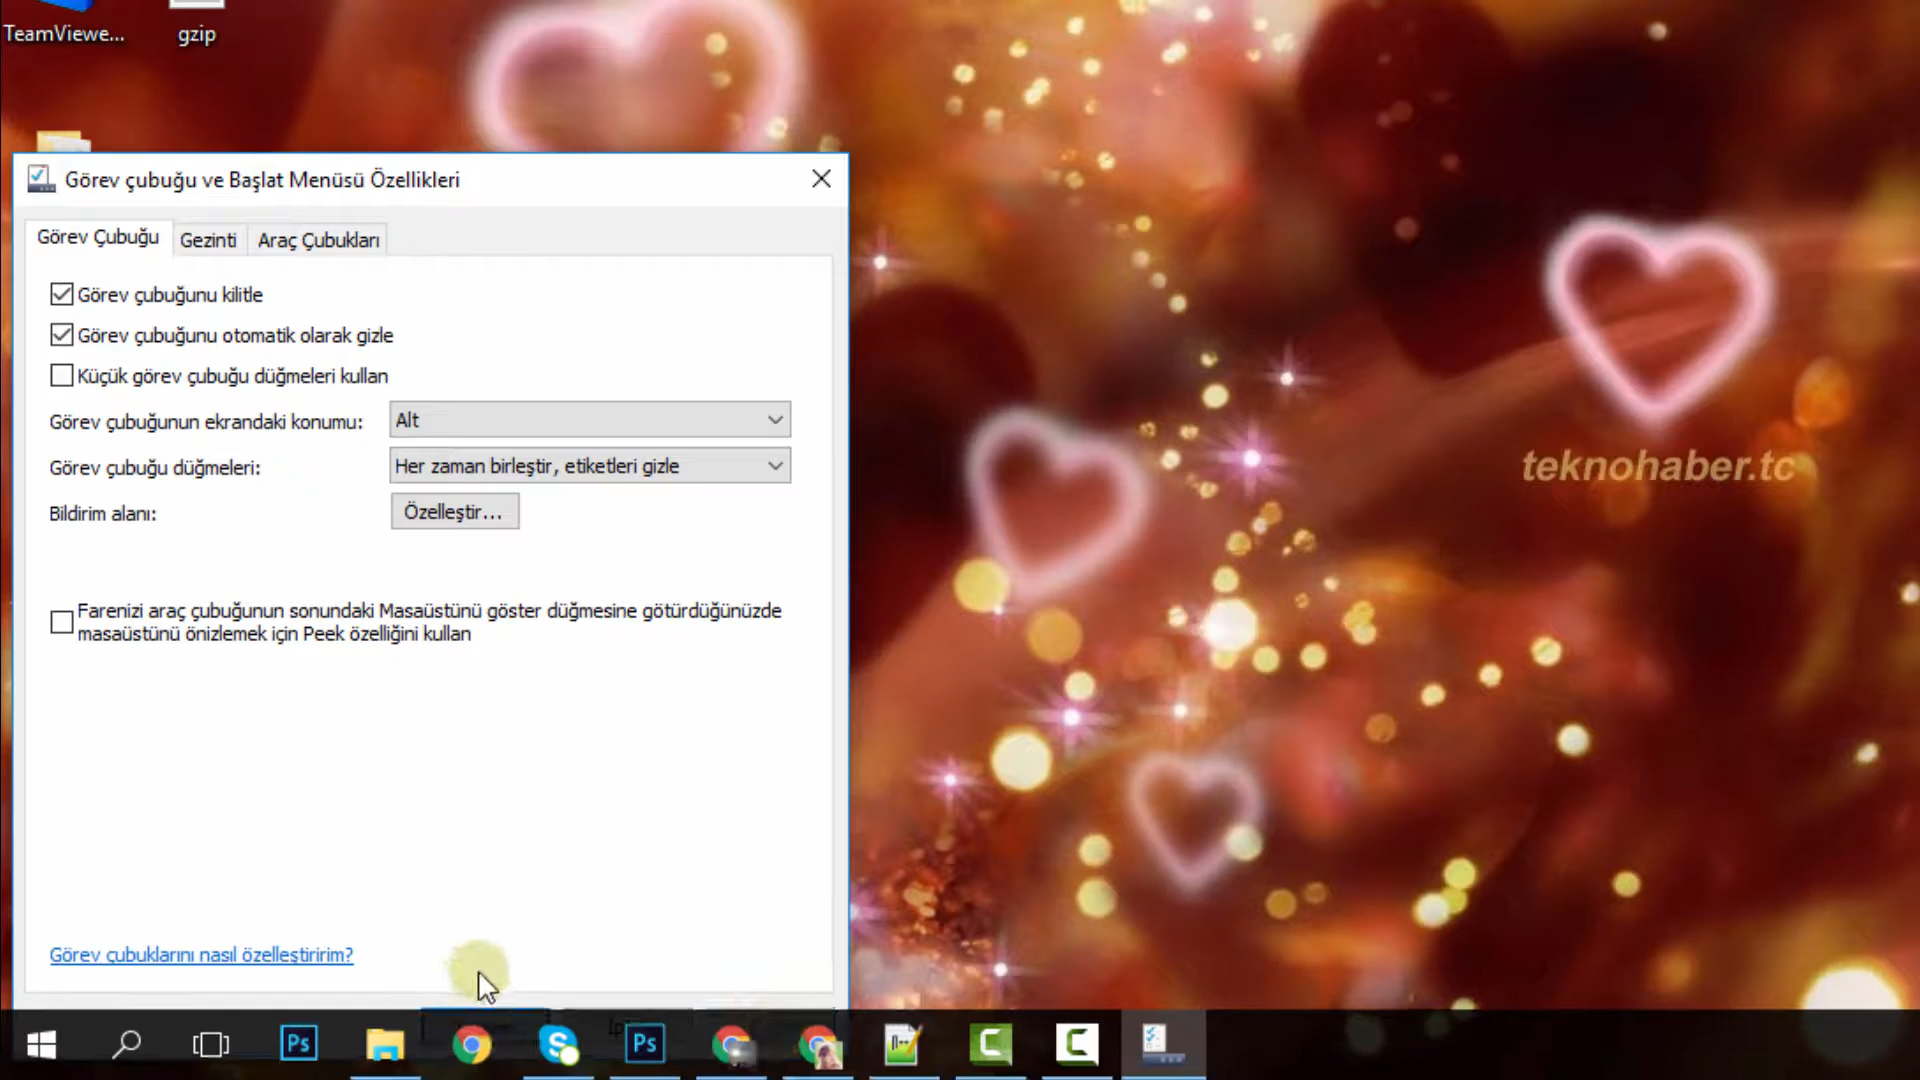 TeamViewe...
gzip
Görev çubuğu ve Başlat Menüsü Özellikleri
Görev Çubuğu
Gezinti
Araç Çubukları
Görev çubuğunu kilitle
Görev çubuğunu otomatik olarak gizle
Küçük görev çubuğu düğmeleri kullan
Görev çubuğunun ekrandaki konumu:
Alt
Görev çubuğu düğmeleri:
Her zaman birleştir, etiketleri gizle
Bildirim alanı:
Özelleştir...
Farenizi araç çubuğunun sonundaki Masaüstünü göster düğmesine götürdüğünüzde
masaüstünü önizlemek için Peek özelliğini kullan
Görev çubuklarını nasıl özelleştiririm?
teknohaber.tc
Ps
Ps